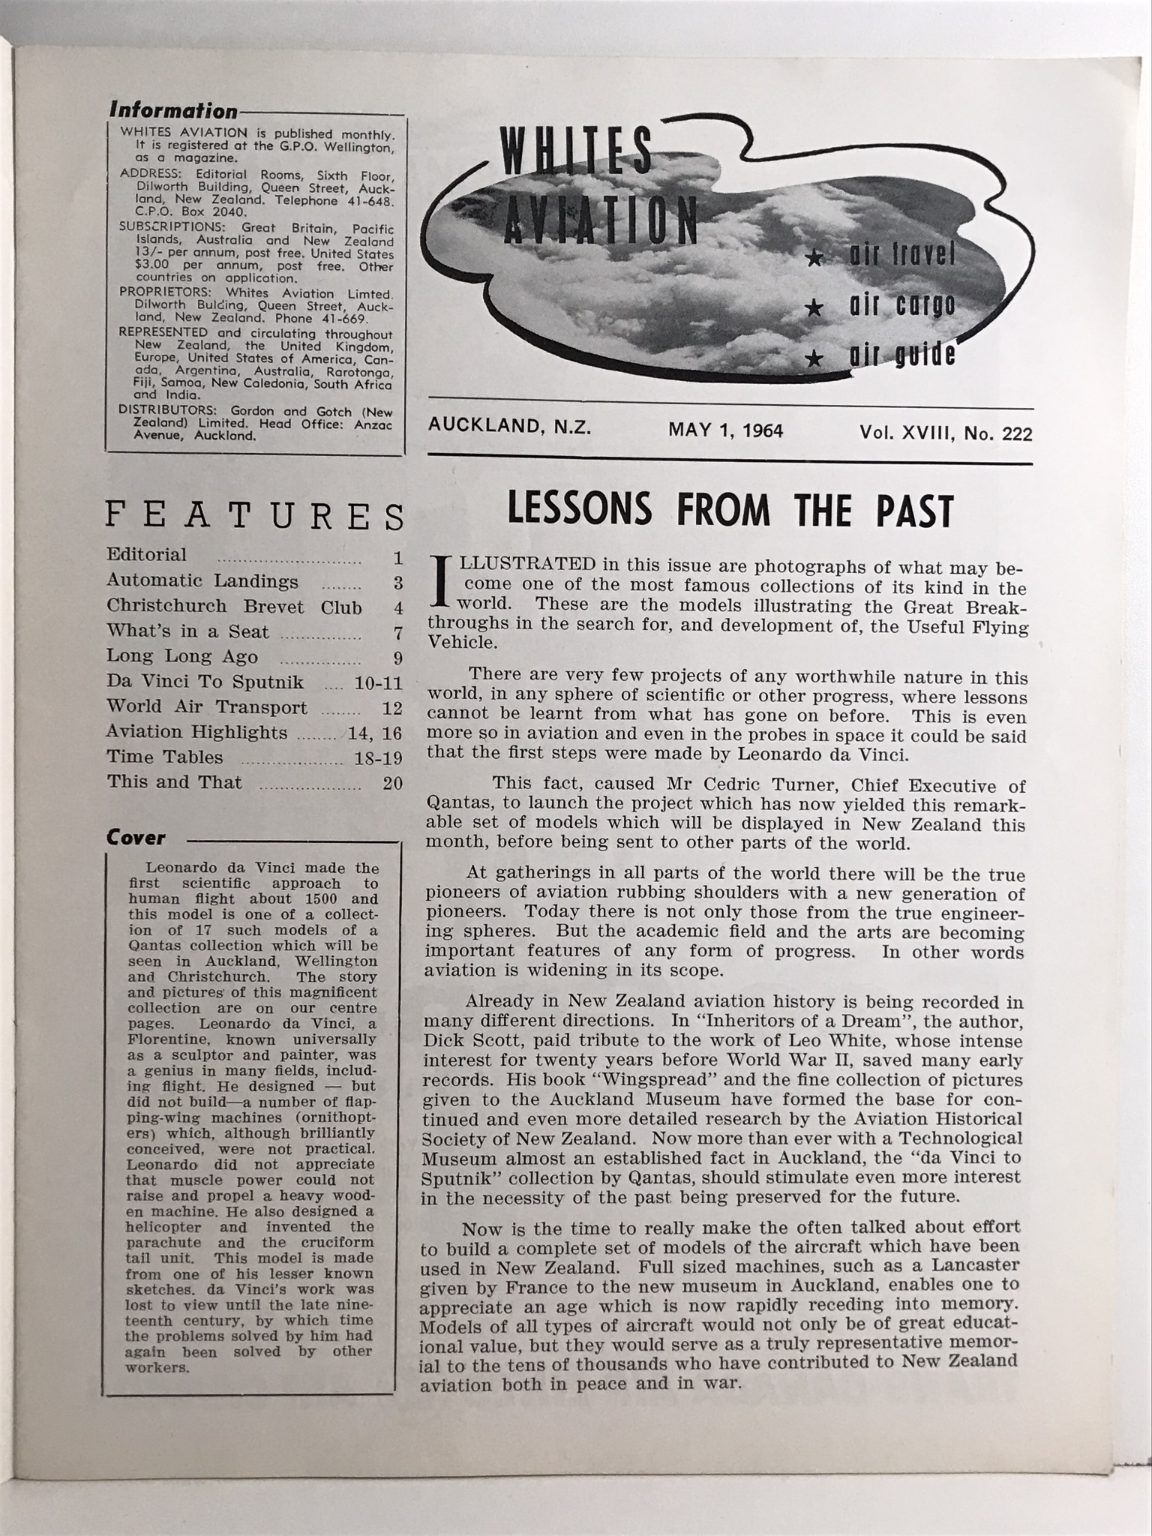 Information
WHITES AVIATION is published monthly.
It is registered at the G.P.O. Wellington,
as a magazine.
ADDRESS: Editorial Rooms, Sixth Floor,
Dilworth Building, Queen Street, Auck-
land, New Zealand. Telephone 41-648.
C.P.O. Box 2040.
SUBSCRIPTIONS: Great Britain, Pacific
Islands, Australia and New Zealand
13/- per annum, post free. United States
$3.00 per annum, post free. Other
countries on application.
PROPRIETORS: Whites Aviation Limted.
Dilworth Bulding, Queen Street, Auck-
land, New Zealand. Phone 41-669.
REPRESENTED and circulating throughout
New Zealand, the United Kingdom,
Europe, United States of America, Can-
ada, Argentina, Australia, Rarotonga,
Fiji, Samoa, New Caledonia, South Africa
and India.
DISTRIBUTORS: Gordon and Gotch (New
Zealand) Limited. Head Office: Anzac
Avenue, Auckland.
WHITES
AVIATION
★ air travel
★ air cargo
★ air guide
AUCKLAND, N.Z. MAY 1, 1964 Vol. XVIII, No. 222
FEATURES
Editorial .......................... 1
Automatic Landings ........ 3
Christchurch Brevet Club 4
What's in a Seat ................ 7
Long Long Ago ................ 9
Da Vinci To Sputnik .... 10-11
World Air Transport ........ 12
Aviation Highlights ........ 14, 16
Time Tables .................... 18-19
This and That .................... 20
Cover
Leonardo da Vinci made the
first scientific approach to
human flight about 1500 and
this model is one of a collect-
ion of 17 such models of a
Qantas collection which will be
seen in Auckland, Wellington
and Christchurch. The story
and pictures of this magnificent
collection are on our centre
pages. Leonardo da Vinci, a
Florentine, known universally
as a sculptor and painter, was
a genius in many fields, includ-
ing flight. He designed — but
did not build—a number of flap-
ping-wing machines (ornithopt-
ers) which, although brilliantly
conceived, were not practical.
Leonardo did not appreciate
that muscle power could not
raise and propel a heavy wood-
en machine. He also designed a
helicopter and invented the
parachute and the cruciform
tail unit. This model is made
from one of his lesser known
sketches. da Vinci's work was
lost to view until the late nine-
teenth century, by which time
the problems solved by him had
again been solved by other
workers.
LESSONS FROM THE PAST
ILLUSTRATED in this issue are photographs of what may be-
come one of the most famous collections of its kind in the
world. These are the models illustrating the Great Break-
throughs in the search for, and development of, the Useful Flying
Vehicle.
There are very few projects of any worthwhile nature in this
world, in any sphere of scientific or other progress, where lessons
cannot be learnt from what has gone on before. This is even
more so in aviation and even in the probes in space it could be said
that the first steps were made by Leonardo da Vinci.
This fact, caused Mr Cedric Turner, Chief Executive of
Qantas, to launch the project which has now yielded this remark-
able set of models which will be displayed in New Zealand this
month, before being sent to other parts of the world.
At gatherings in all parts of the world there will be the true
pioneers of aviation rubbing shoulders with a new generation of
pioneers. Today there is not only those from the true engineer-
ing spheres. But the academic field and the arts are becoming
important features of any form of progress. In other words
aviation is widening in its scope.
Already in New Zealand aviation history is being recorded in
many different directions. In "Inheritors of a Dream", the author,
Dick Scott, paid tribute to the work of Leo White, whose intense
interest for twenty years before World War II, saved many early
records. His book "Wingspread" and the fine collection of pictures
given to the Auckland Museum have formed the base for con-
tinued and even more detailed research by the Aviation Historical
Society of New Zealand. Now more than ever with a Technological
Museum almost an established fact in Auckland, the "da Vinci to
Sputnik" collection by Qantas, should stimulate even more interest
in the necessity of the past being preserved for the future.
Now is the time to really make the often talked about effort
to build a complete set of models of the aircraft which have been
used in New Zealand. Full sized machines, such as a Lancaster
given by France to the new museum in Auckland, enables one to
appreciate an age which is now rapidly receding into memory.
Models of all types of aircraft would not only be of great educat-
ional value, but they would serve as a truly representative memor-
ial to the tens of thousands who have contributed to New Zealand
aviation both in peace and in war.